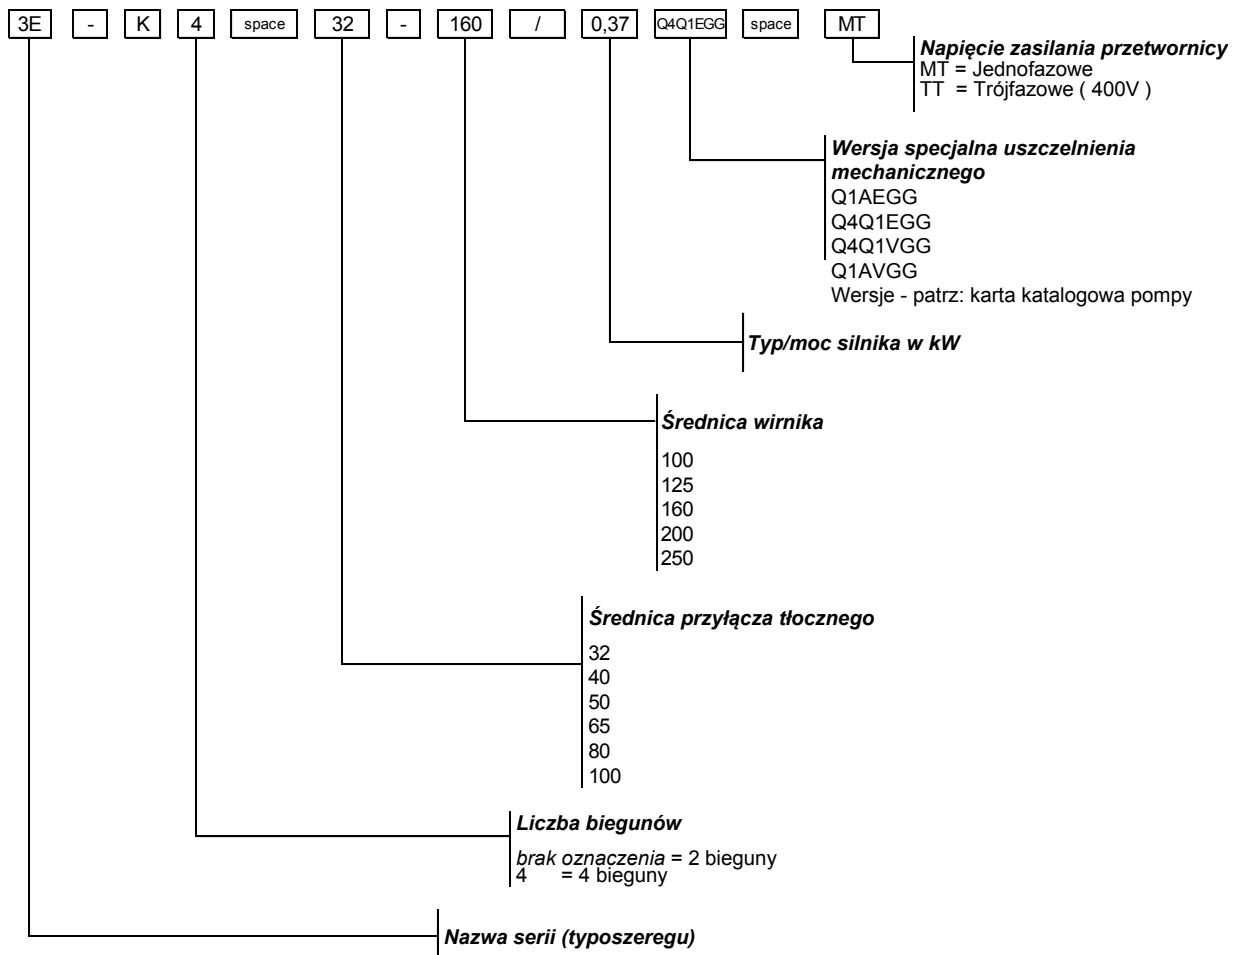 3E - K 4 space 32 - 160 / 0,37 Q4Q1EGG space MT
Napięcie zasilania przetwornicy
MT = Jednofazowe
TT = Trójfazowe ( 400V )
Wersja specjalna uszczelnienia
mechanicznego
Q1AEGG
Q4Q1EGG
Q4Q1VGG
Q1AVGG
Wersje - patrz: karta katalogowa pompy
Typ/moc silnika w kW
Średnica wirnika
100
125
160
200
250
Średnica przyłącza tłocznego
32
40
50
65
80
100
Liczba biegunów
brak oznaczenia = 2 bieguny
4 = 4 bieguny
Nazwa serii (typoszeregu)